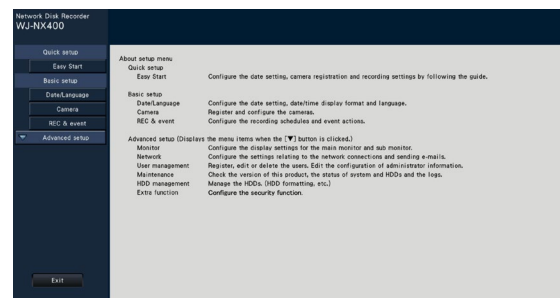 Network Disk Recorder
WJ-NX400
Quick setup
Easy Start
Basic setup
Date/Language
Camera
REC & event
Advanced setup
Exit
About setup menu
Quick setup
Easy Start Configure the date setting, camera registration and recording settings by following the guide.
Basic setup
Date/Language Configure the date setting, date/time display format and language.
Camera Register and configure the cameras.
REC & event Configure the recording schedules and event actions.
Advanced setup (Displays the menu items when the [▼] button is clicked.)
Monitor Configure the display settings for the main monitor and sub monitor.
Network Configure the settings relating to the network connections and sending e-mails.
User management Register, edit or delete the users. Edit the configuration of administrator information.
Maintenance Check the version of this product, the status of system and HDDs and the logs.
HDD management Manage the HDDs. (HDD formatting, etc.)
Extra function Configure the security function.